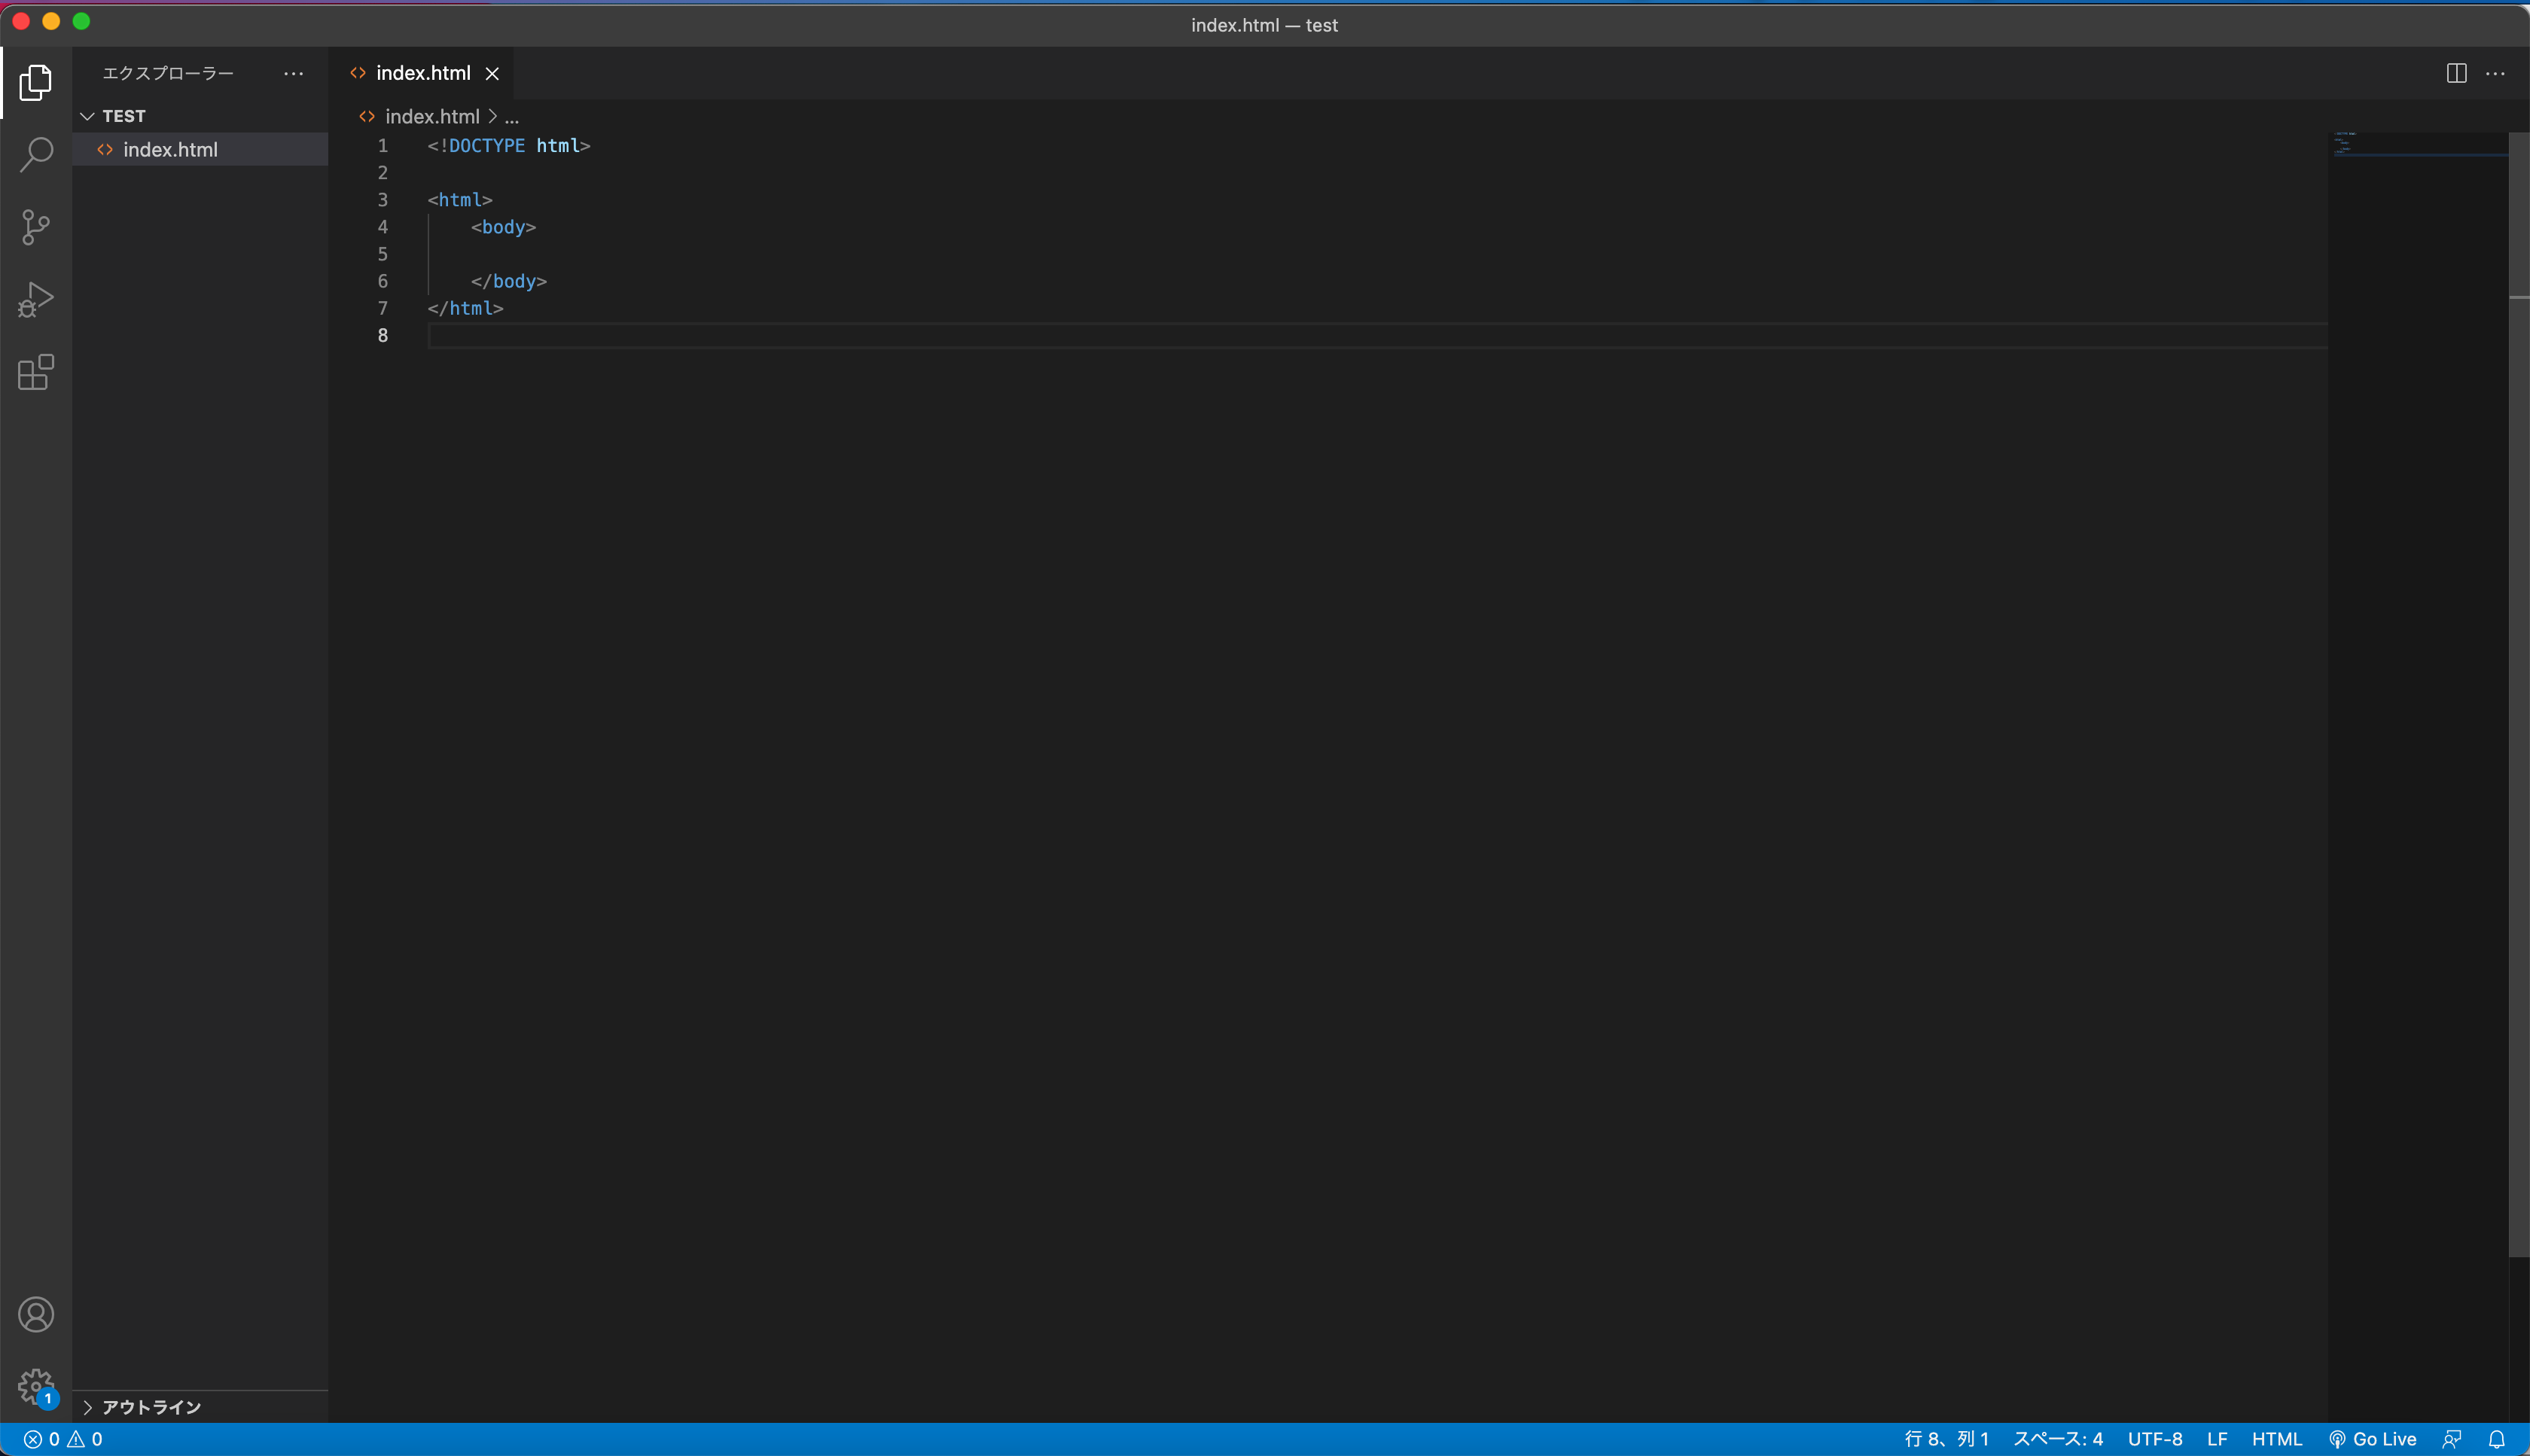 index.html — test
エクスプローラー
TEST
index.html
index.html
index.html > ...
1 <!DOCTYPE html>
2
3 <html>
4     <body>
5
6     </body>
7 </html>
8
1
アウトライン
0 0
行 8、列 1 スペース: 4 UTF-8 LF HTML Go Live